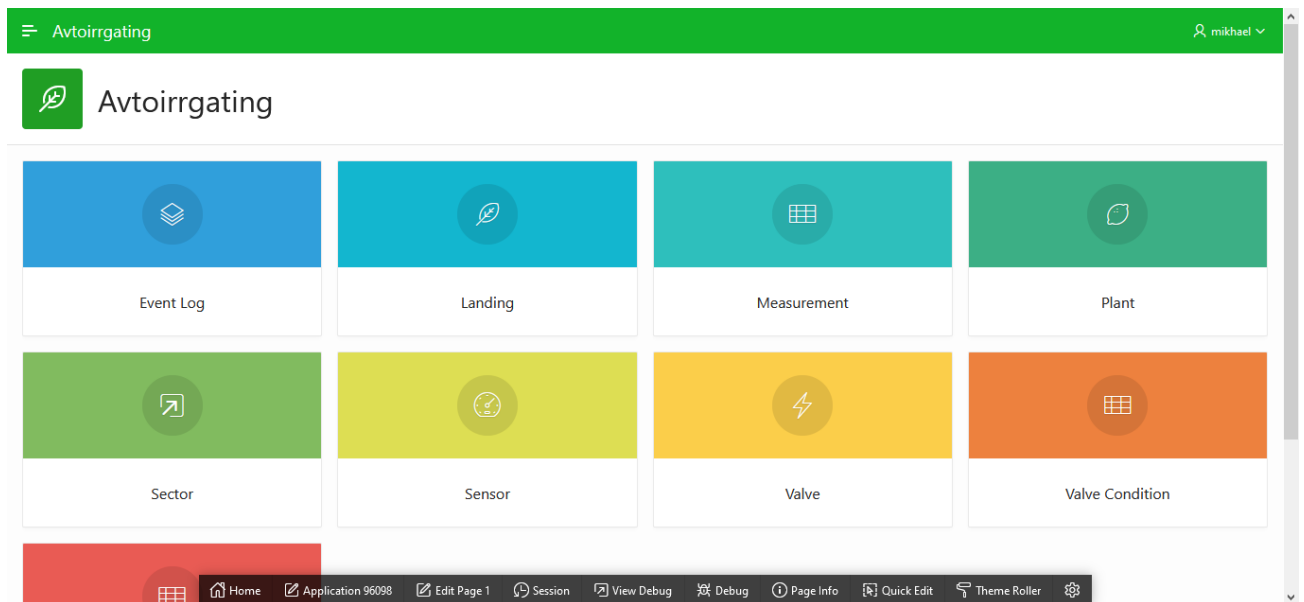 Avtoirrgating
mikhael
Avtoirrgating
Event Log
Landing
Measurement
Plant
Sector
Sensor
Valve
Valve Condition
Home Application 96098 Edit Page 1 Session View Debug Debug Page Info Quick Edit Theme Roller